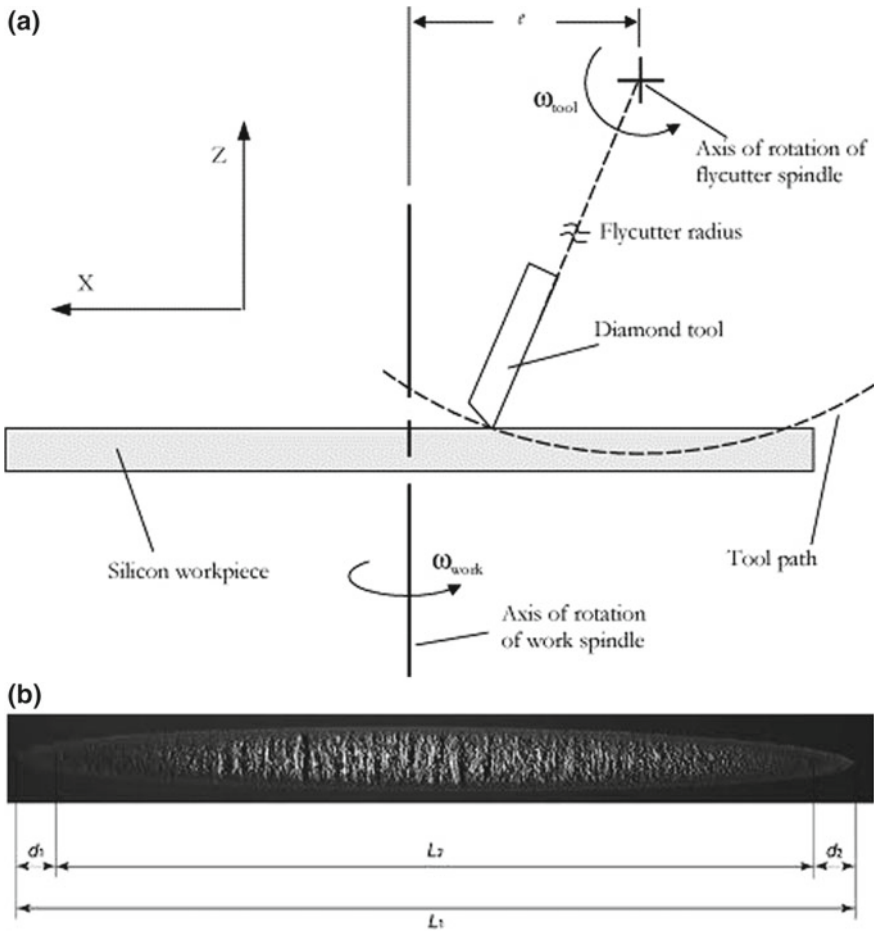 (a)
e
ω_tool
Axis of rotation of
flycutter spindle
Z
Flycutter radius
X
Diamond tool
Silicon workpiece
ω_work
Tool path
Axis of rotation
of work spindle
(b)
d₁
L₂
d₂
L₁